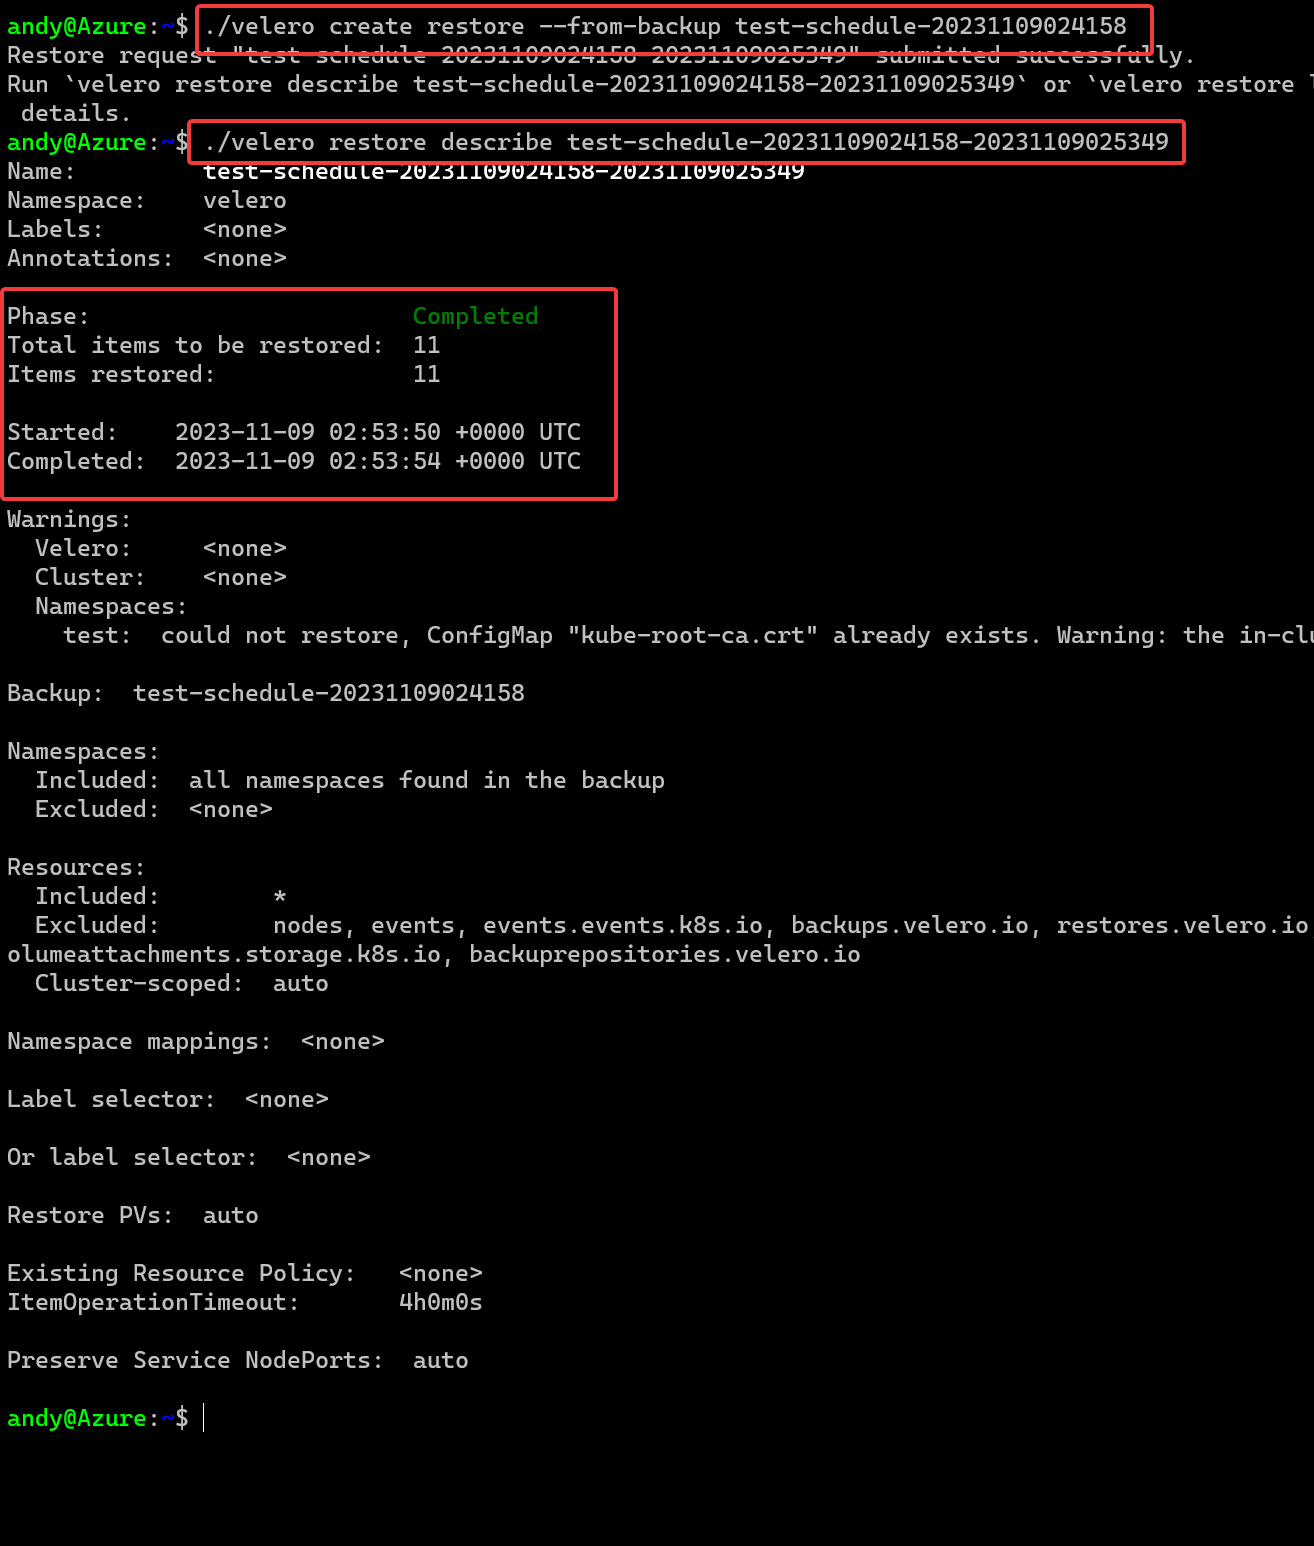 andy@Azure:~$ ./velero create restore --from-backup test-schedule-20231109024158
Restore request "test-schedule-20231109024158-20231109025349" submitted successfully.
Run `velero restore describe test-schedule-20231109024158-20231109025349` or `velero restore
 details.
andy@Azure:~$ ./velero restore describe test-schedule-20231109024158-20231109025349
Name:         test-schedule-20231109024158-20231109025349
Namespace:    velero
Labels:       <none>
Annotations:  <none>
Phase:                       Completed
Total items to be restored:  11
Items restored:              11
Started:    2023-11-09 02:53:50 +0000 UTC
Completed:  2023-11-09 02:53:54 +0000 UTC
Warnings:
  Velero:     <none>
  Cluster:    <none>
  Namespaces:
    test:  could not restore, ConfigMap "kube-root-ca.crt" already exists. Warning: the in-clu
Backup:  test-schedule-20231109024158
Namespaces:
  Included:  all namespaces found in the backup
  Excluded:  <none>
Resources:
  Included:        *
  Excluded:        nodes, events, events.events.k8s.io, backups.velero.io, restores.velero.io
olumeattachments.storage.k8s.io, backuprepositories.velero.io
  Cluster-scoped:  auto
Namespace mappings:  <none>
Label selector:  <none>
Or label selector:  <none>
Restore PVs:  auto
Existing Resource Policy:   <none>
ItemOperationTimeout:       4h0m0s
Preserve Service NodePorts:  auto
andy@Azure:~$